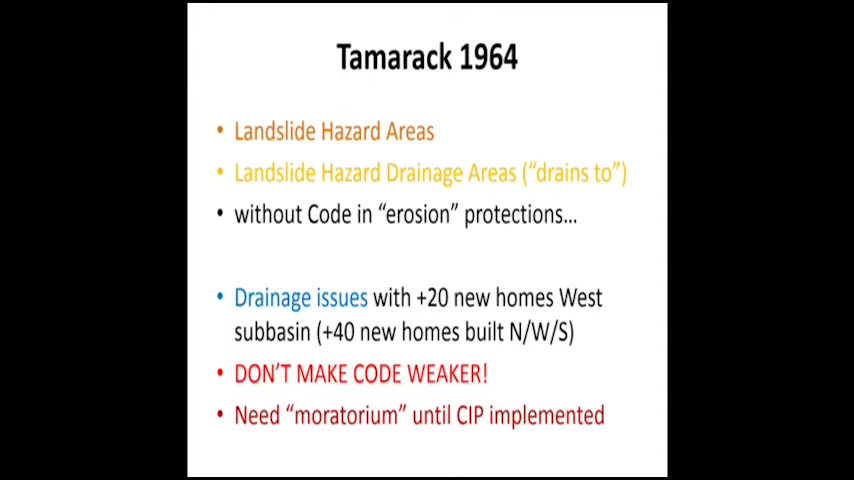 Tamarack 1964
• Landslide Hazard Areas
• Landslide Hazard Drainage Areas (“drains to”)
• without Code in “erosion” protections...
• Drainage issues with +20 new homes West
subbasin (+40 new homes built N/W/S)
• DON’T MAKE CODE WEAKER!
• Need “moratorium” until CIP implemented